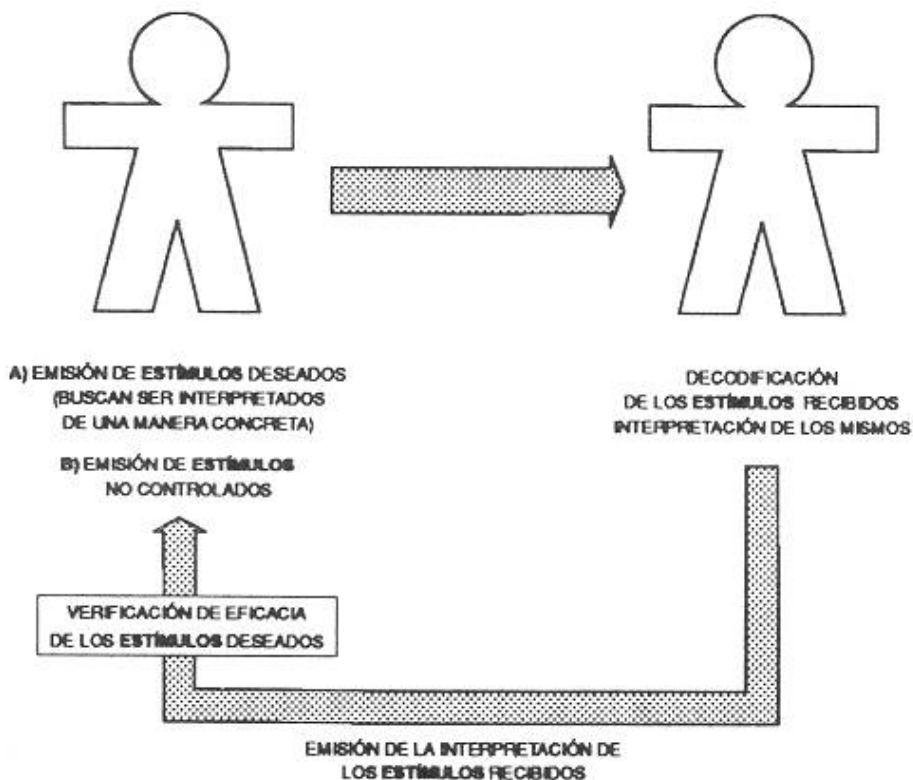 A) EMISIÓN DE ESTÍMULOS DESEADOS
(BUSCAN SER INTERPRETADOS
DE UNA MANERA CONCRETA)
B) EMISIÓN DE ESTÍMULOS
NO CONTROLADOS
DECODIFICACIÓN
DE LOS ESTÍMULOS RECIBIDOS
INTERPRETACIÓN DE LOS MISMOS
VERIFICACIÓN DE EFICACIA
DE LOS ESTÍMULOS DESEADOS
EMISIÓN DE LA INTERPRETACIÓN DE
LOS ESTÍMULOS RECIBIDOS